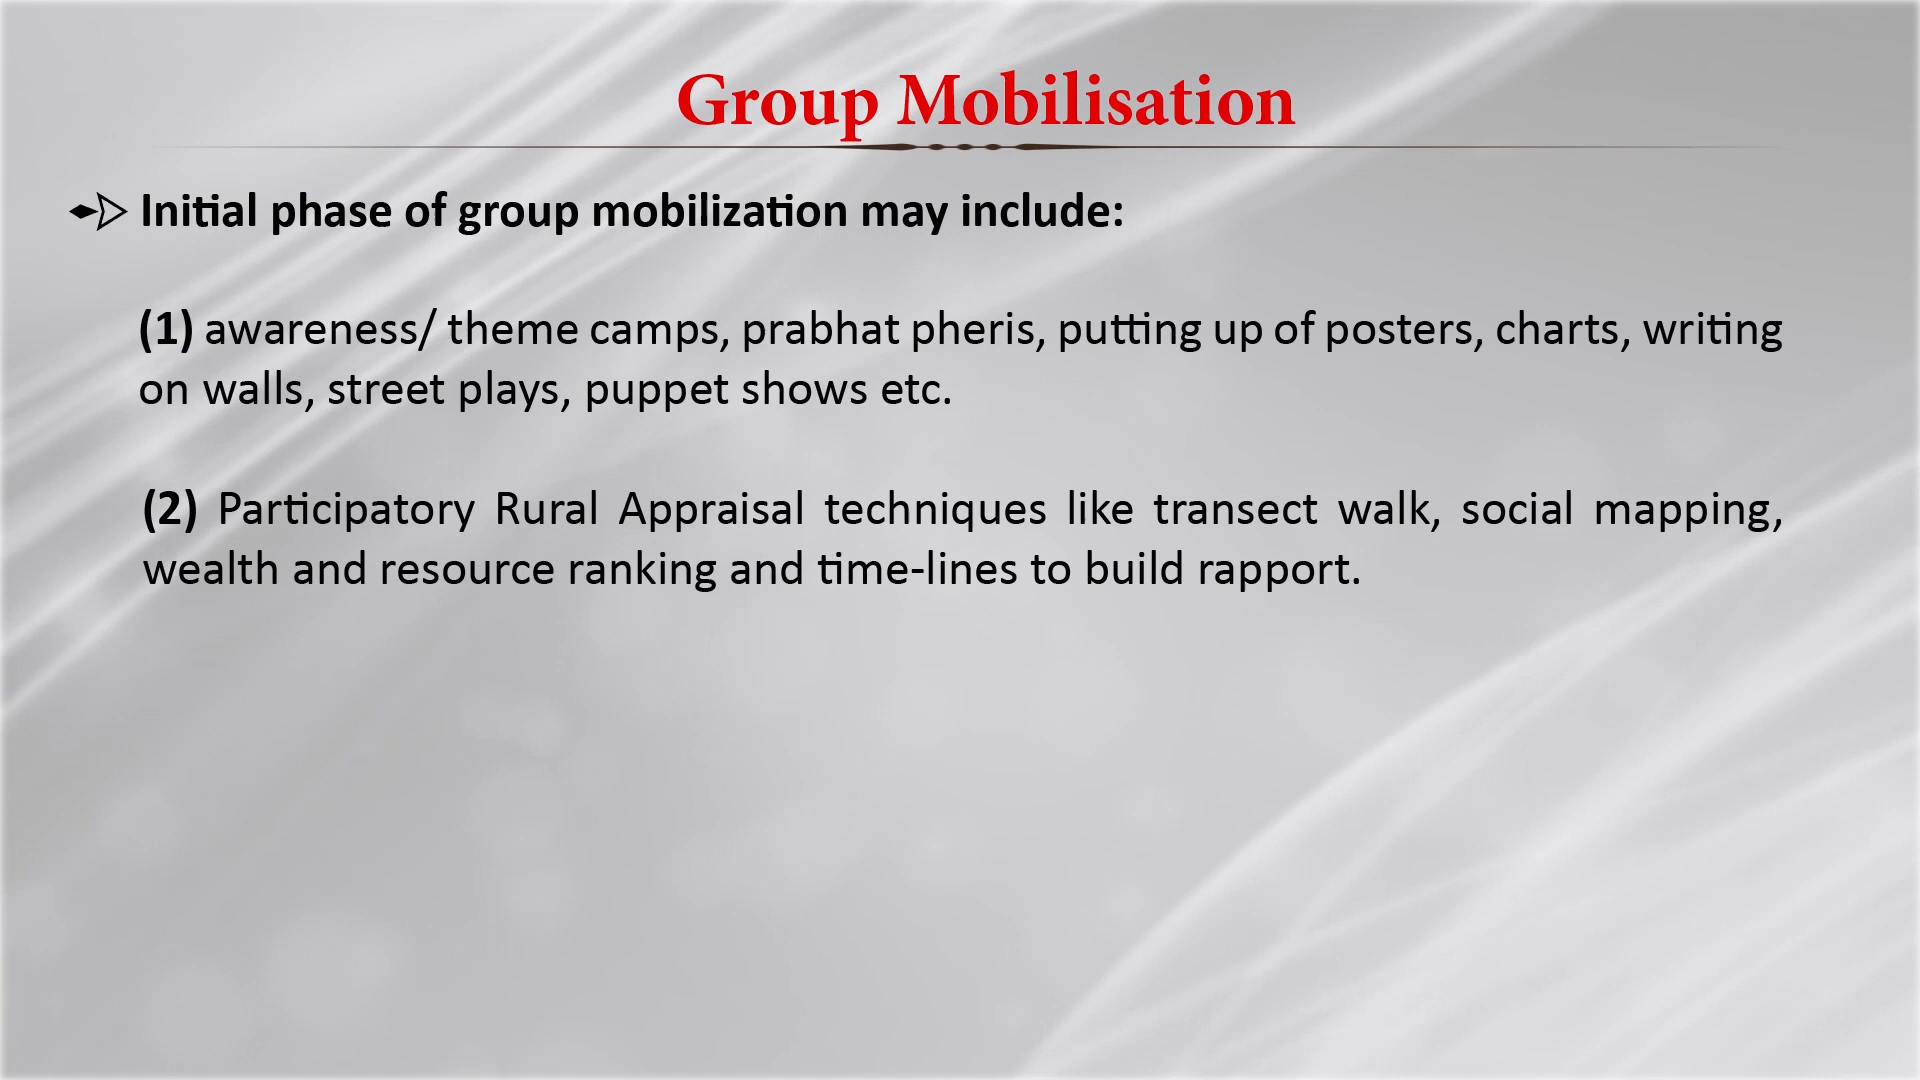 Group Mobilisation
Initial phase of group mobilization may include:
(1) awareness/ theme camps, prabhat pheris, putting up of posters, charts, writing
on walls, street plays, puppet shows etc.
(2) Participatory Rural Appraisal techniques like transect walk, social mapping,
wealth and resource ranking and time-lines to build rapport.